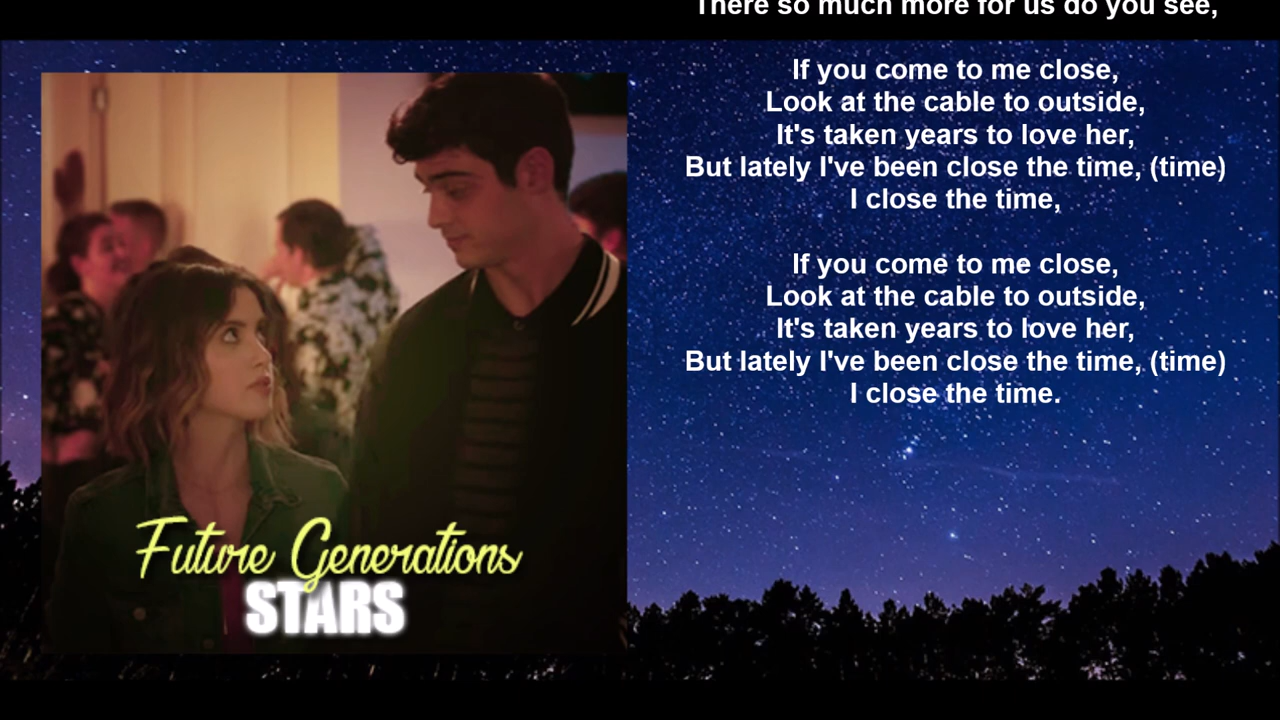 There so much more for us do you see,
If you come to me close,
Look at the cable to outside,
It's taken years to love her,
But lately I've been close the time, (time)
I close the time,
If you come to me close,
Look at the cable to outside,
It's taken years to love her,
But lately I've been close the time, (time)
I close the time.
Future Generations
STARS